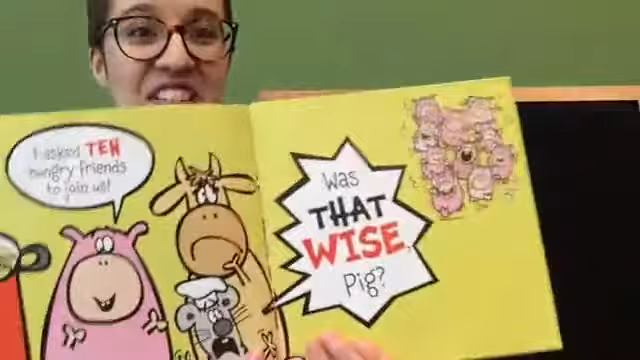 I asked TEN
hungry friends
to join us!
Was
THAT
WISE,
Pig?